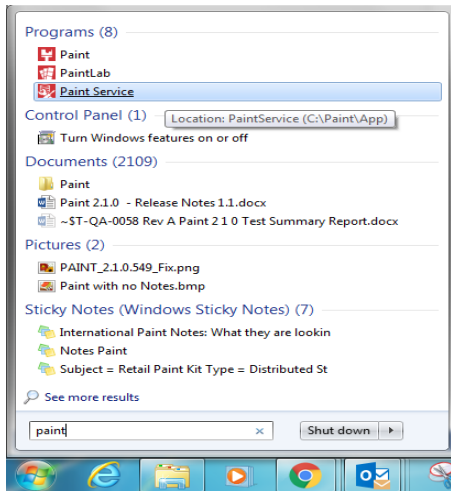 Programs (8)
Paint
PaintLab
Paint Service
Control Panel (1)
Location: PaintService (C:\Paint\App)
Turn Windows features on or off
Documents (2109)
Paint
Paint 2.1.0  - Release Notes 1.1.docx
~$T-QA-0058 Rev A Paint 2 1 0 Test Summary Report.docx
Pictures (2)
PAINT_2.1.0.549_Fix.png
Paint with no Notes.bmp
Sticky Notes (Windows Sticky Notes) (7)
International Paint Notes: What they are lookin
Notes Paint
Subject = Retail Paint Kit Type = Distributed St
See more results
paint
Shut down